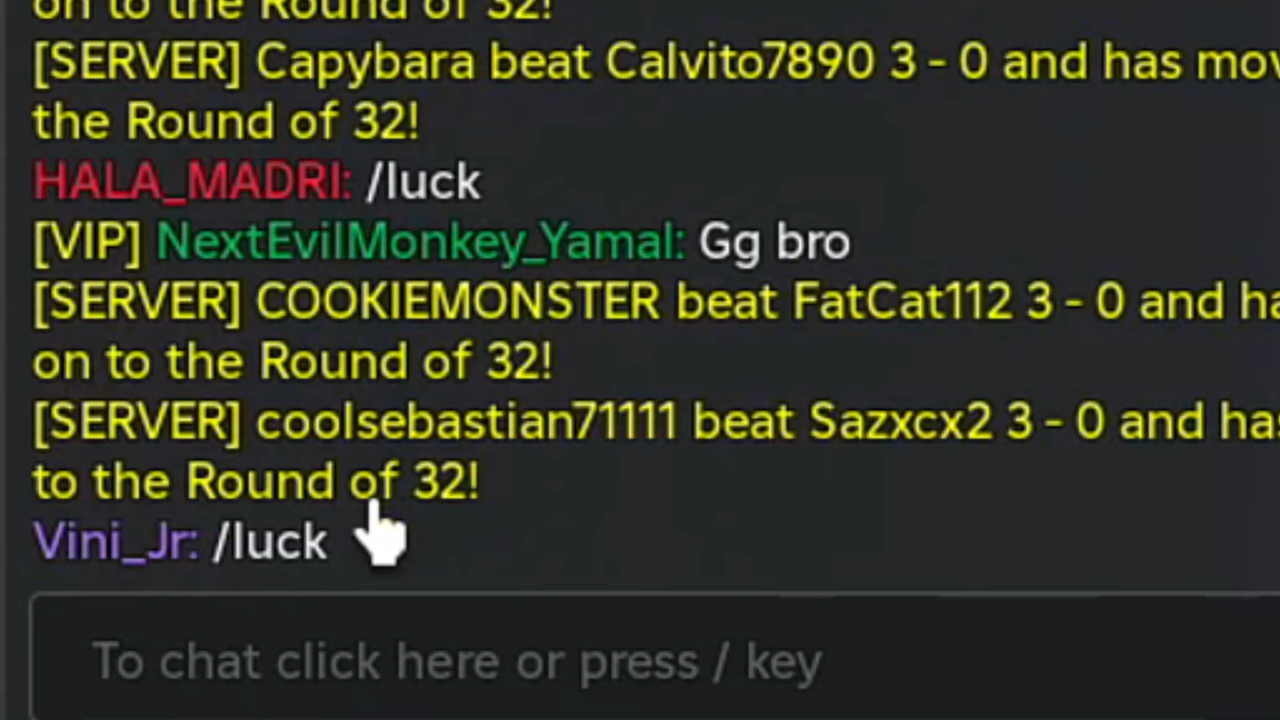 on to the Round of 32!
[SERVER] Capybara beat Calvito7890 3 - 0 and has
the Round of 32!
HALA_MADRI: /luck
[VIP] NextEvilMonkey_Yamal: Gg bro
[SERVER] COOKIEMONSTER beat FatCat112 3 - 0 and
on to the Round of 32!
[SERVER] coolsebastian71111 beat Sazxcx2 3 - 0 and
to the Round of 32!
Vini_Jr: /luck
To chat click here or press / key